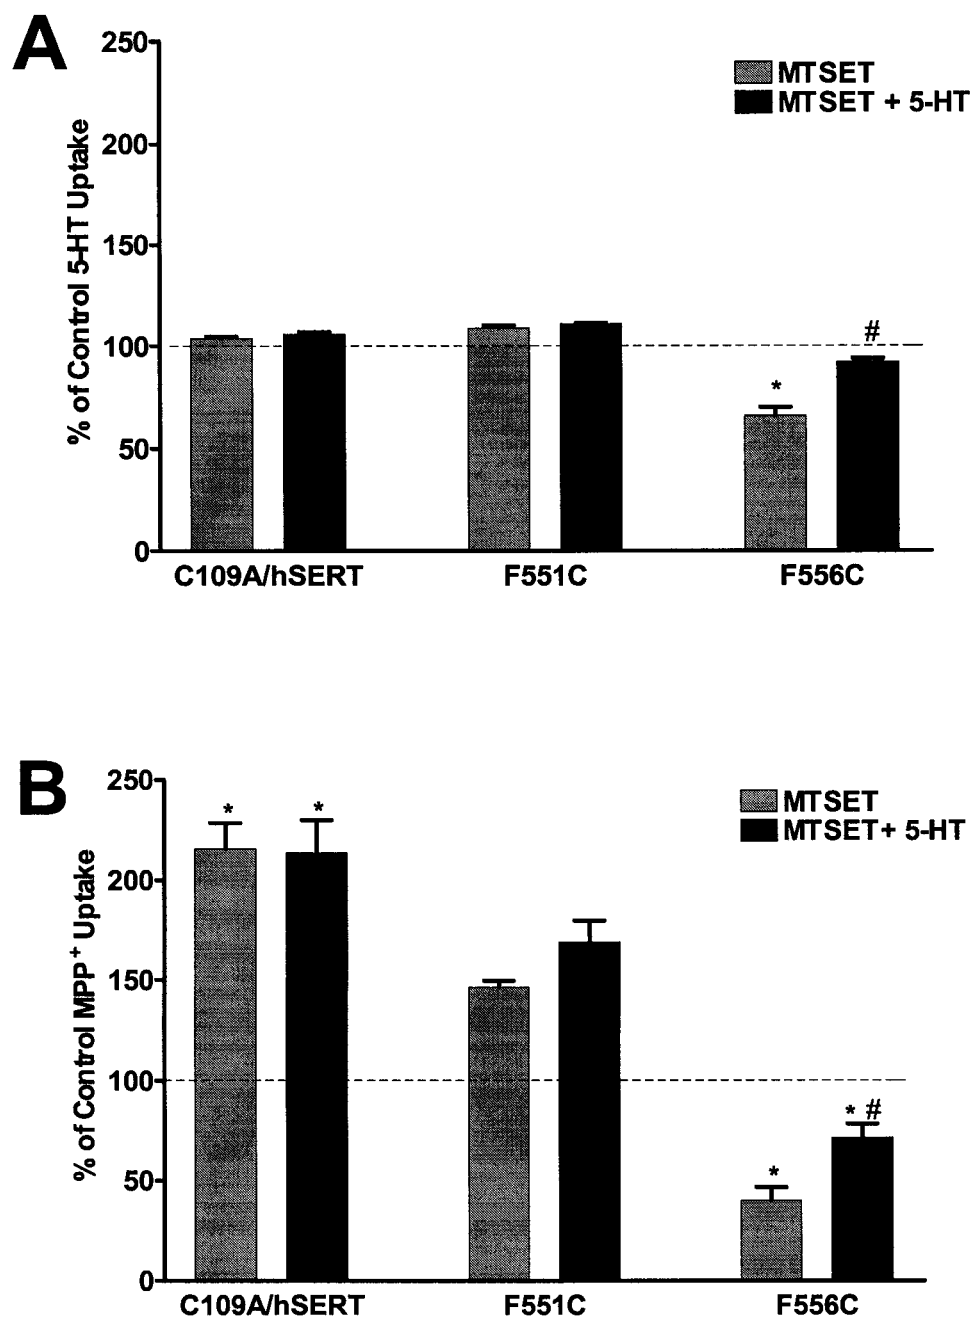 A
250
200
150
100
50
0
% of Control 5-HT Uptake
MTSET
MTSET + 5-HT
*
#
C109A/hSERT F551C F556C
B
250
200
150
100
50
0
% of Control MPP+ Uptake
MTSET
MTSET+ 5-HT
* *
*
* #
C109A/hSERT F551C F556C